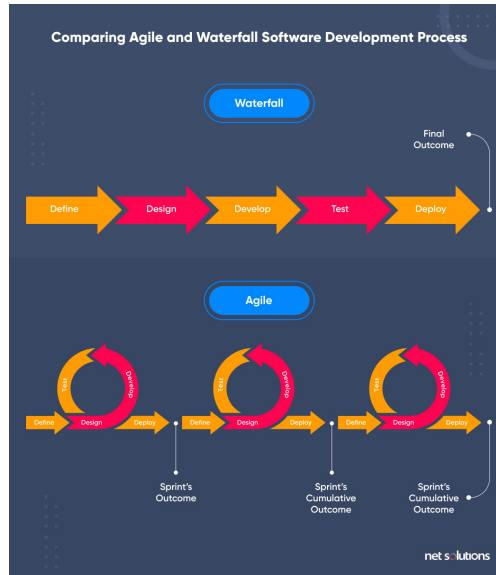 Comparing Agile and Waterfall Software Development Process
Waterfall
Final
Outcome
Define
Design
Develop
Test
Deploy
Agile
Test
Develop
Define
Design
Deploy
Test
Develop
Define
Design
Deploy
Test
Develop
Define
Design
Deploy
Sprint's
Outcome
Sprint's
Cumulative
Outcome
Sprint's
Cumulative
Outcome
net solutions